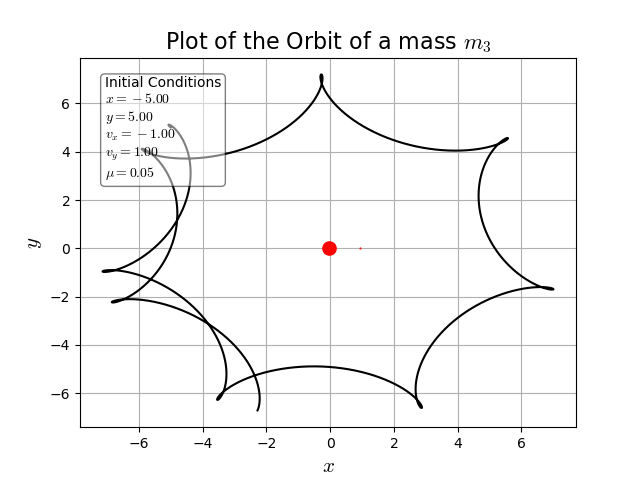 Plot of the Orbit of a mass m₃
Initial Conditions
x = −5.00
y = 5.00
vₓ = −1.00
v_y = 1.00
μ = 0.05
6
4
2
0
−2
−4
−6
y
−6 −4 −2 0 2 4 6
x